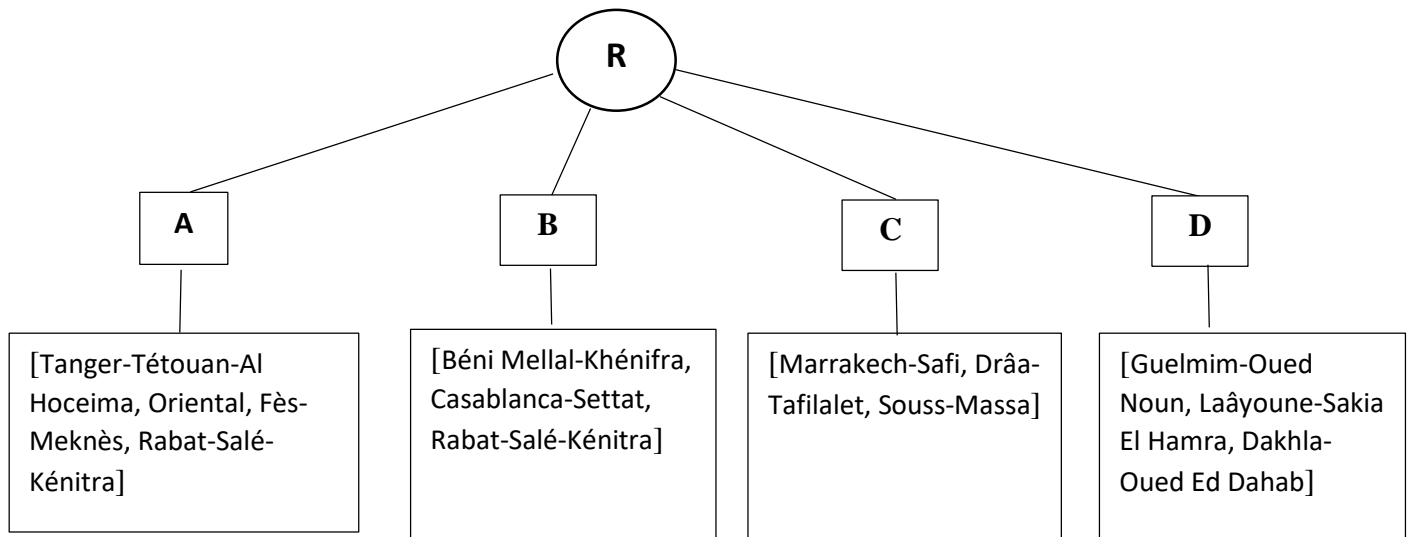 R
A
B
C
D
[Tanger-Tétouan-Al
Hoceima, Oriental, Fès-
Meknès, Rabat-Salé-
Kénitra]
[Béni Mellal-Khénifra,
Casablanca-Settat,
Rabat-Salé-Kénitra]
[Marrakech-Safi, Drâa-
Tafilalet, Souss-Massa]
[Guelmim-Oued
Noun, Laâyoune-Sakia
El Hamra, Dakhla-
Oued Ed Dahab]